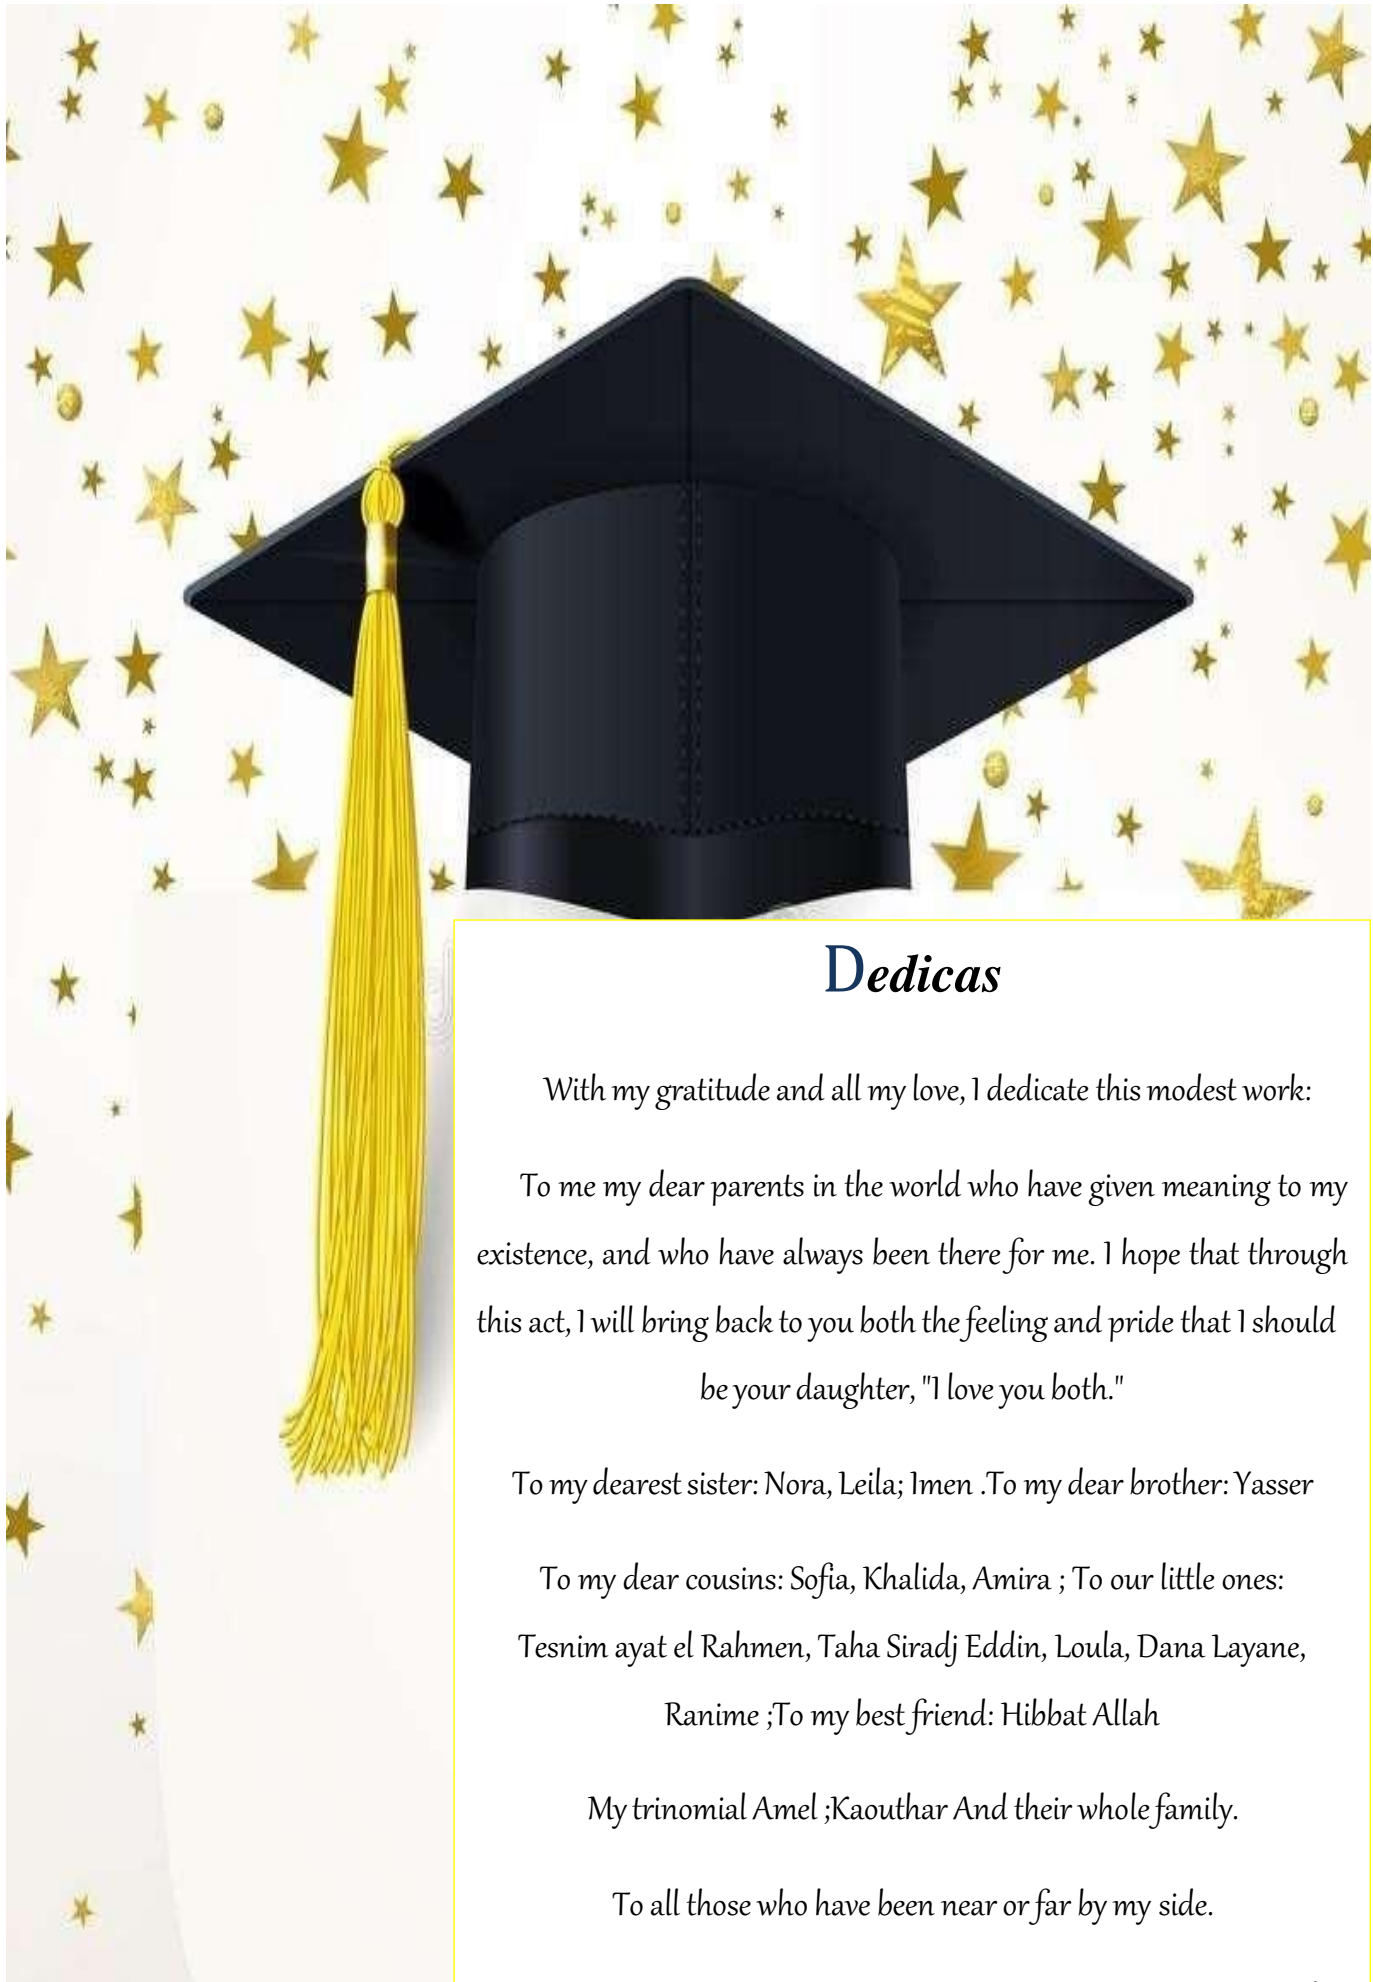 Dedicas
With my gratitude and all my love, I dedicate this modest work:
To me my dear parents in the world who have given meaning to my
existence, and who have always been there for me. I hope that through
this act, I will bring back to you both the feeling and pride that I should
be your daughter, "I love you both."
To my dearest sister: Nora, Leila; Imen .To my dear brother: Yasser
To my dear cousins: Sofia, Khalida, Amira ; To our little ones:
Tesnim ayat el Rahmen, Taha Siradj Eddin, Loula, Dana Layane,
Ranime ;To my best friend: Hibbat Allah
My trinomial Amel ;Kaouthar And their whole family.
To all those who have been near or far by my side.